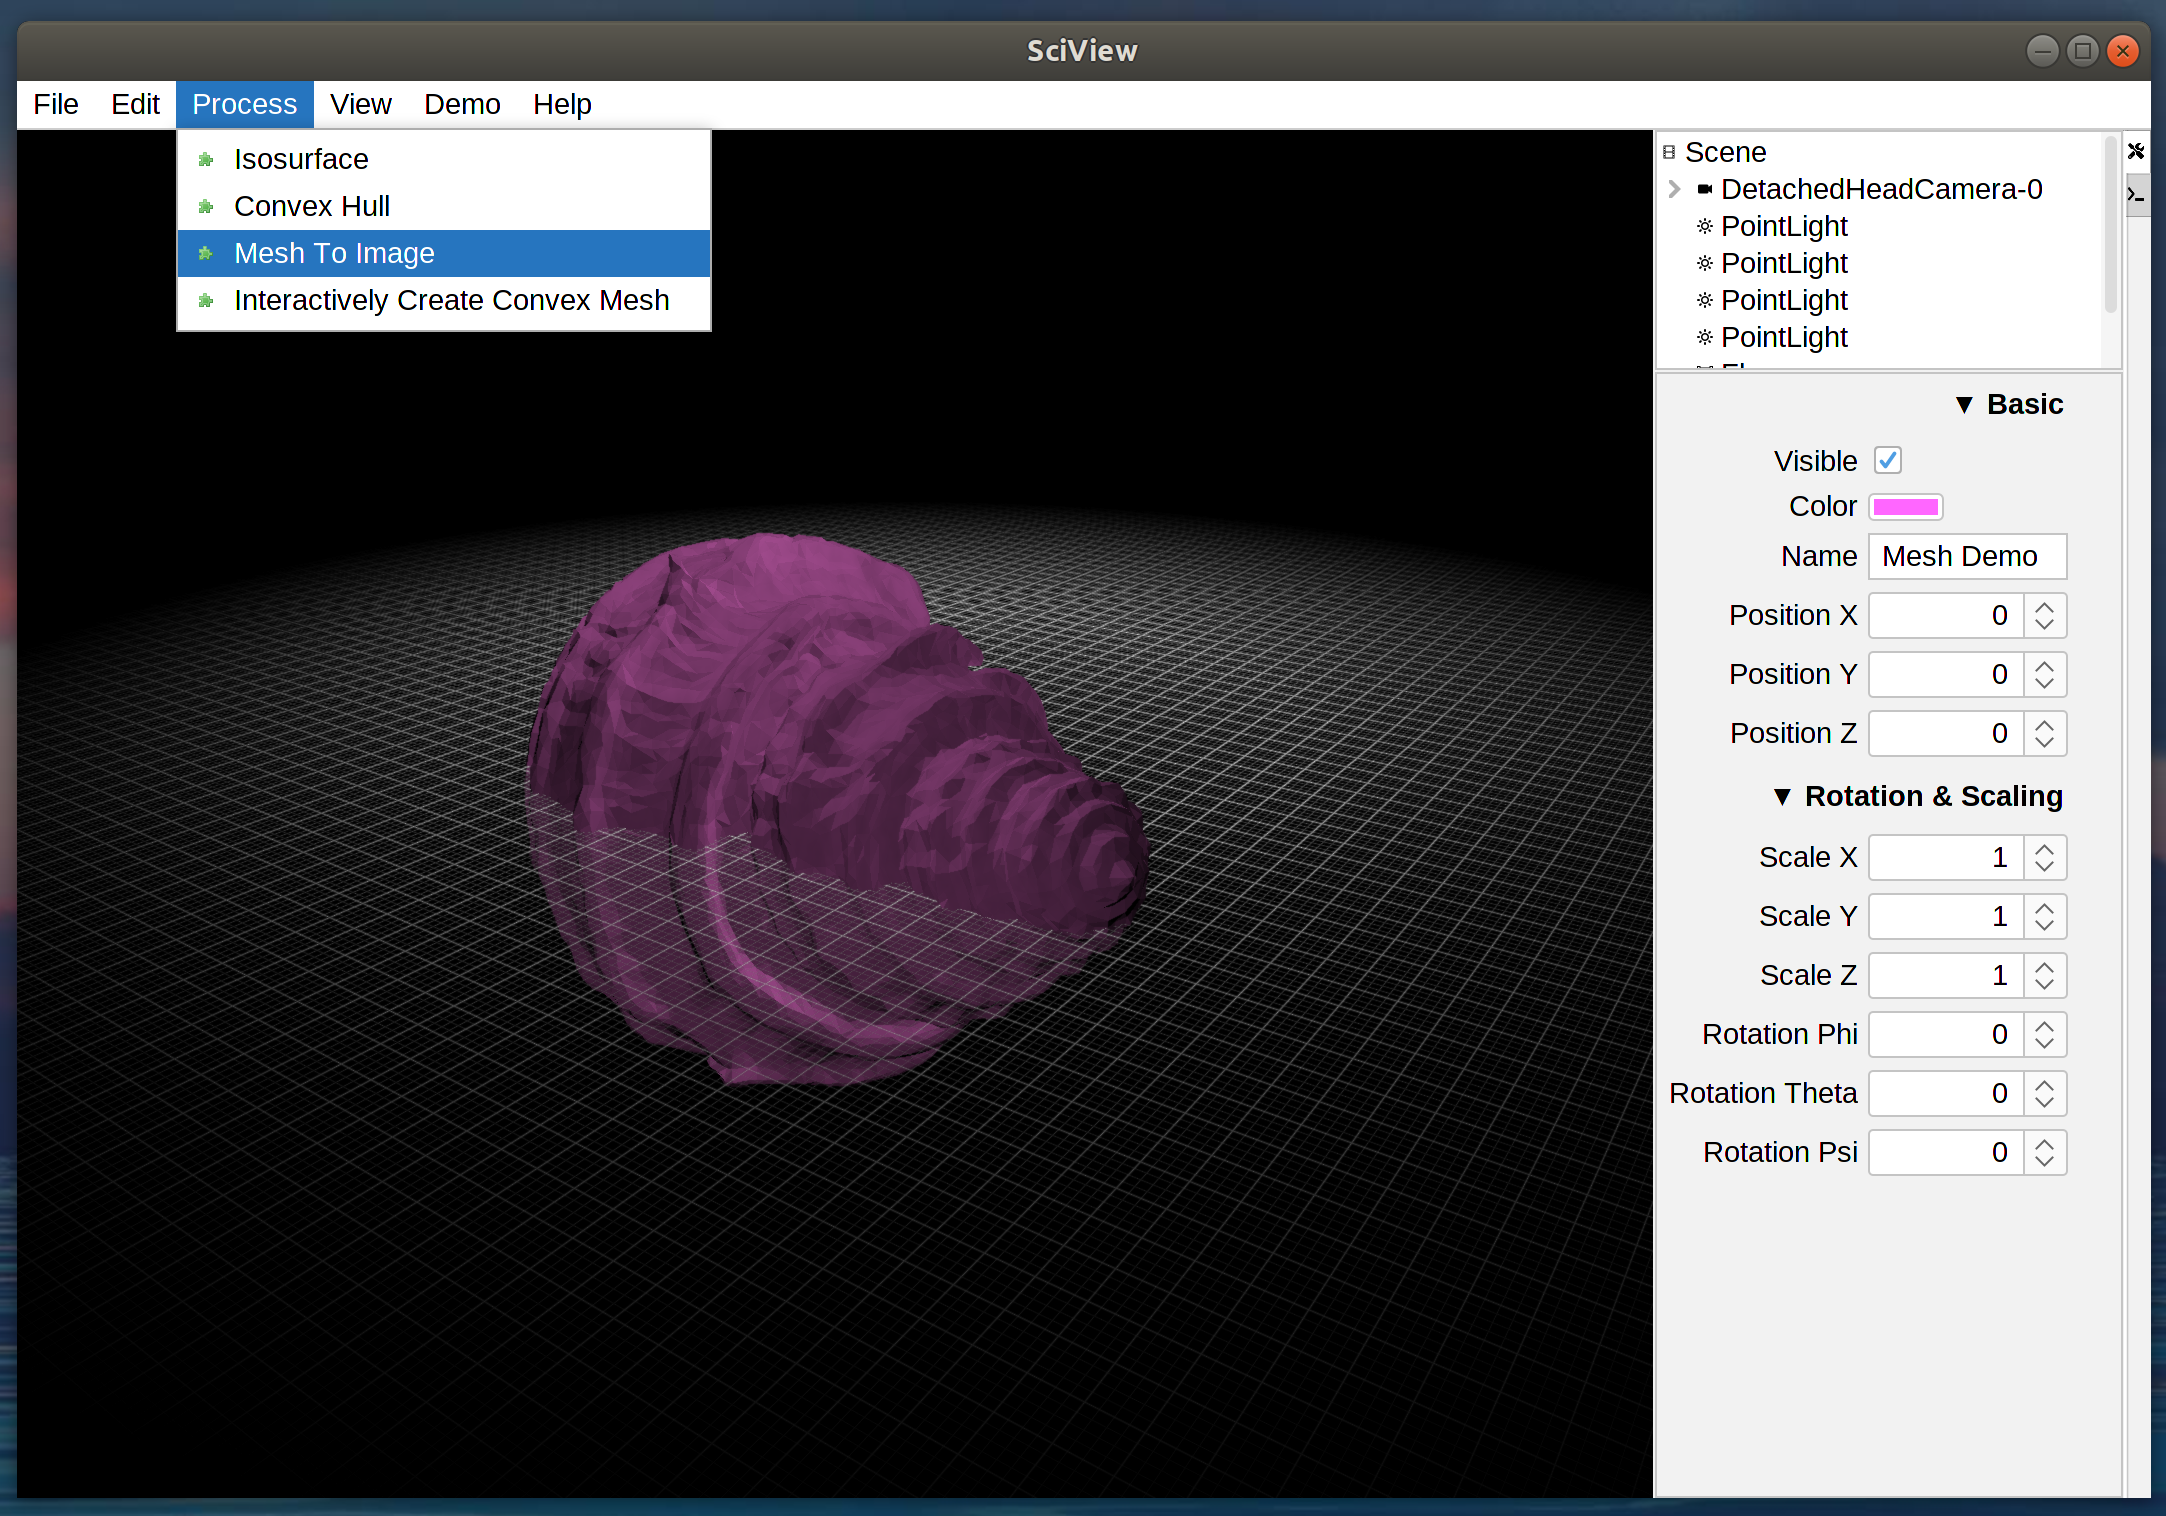 SciView
File Edit Process View Demo Help
Isosurface
Convex Hull
Mesh To Image
Interactively Create Convex Mesh
Scene
DetachedHeadCamera-0
PointLight
PointLight
PointLight
PointLight
▼ Basic
Visible
Color
Name Mesh Demo
Position X 0
Position Y 0
Position Z 0
▼ Rotation & Scaling
Scale X 1
Scale Y 1
Scale Z 1
Rotation Phi 0
Rotation Theta 0
Rotation Psi 0